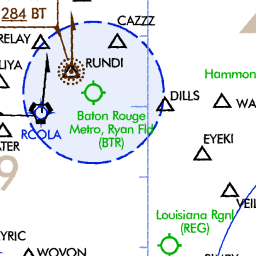 CAZZZ
284 BT
RELAY
RUNDI
LIYA
Hammon
DILLS
WA
Baton Rouge
Metro, Ryan Fld
(BTR)
RCOLA
ATER
EYEKI
9
VEIL
Louisiana Rgnl
(REG)
YRIC
WOVON